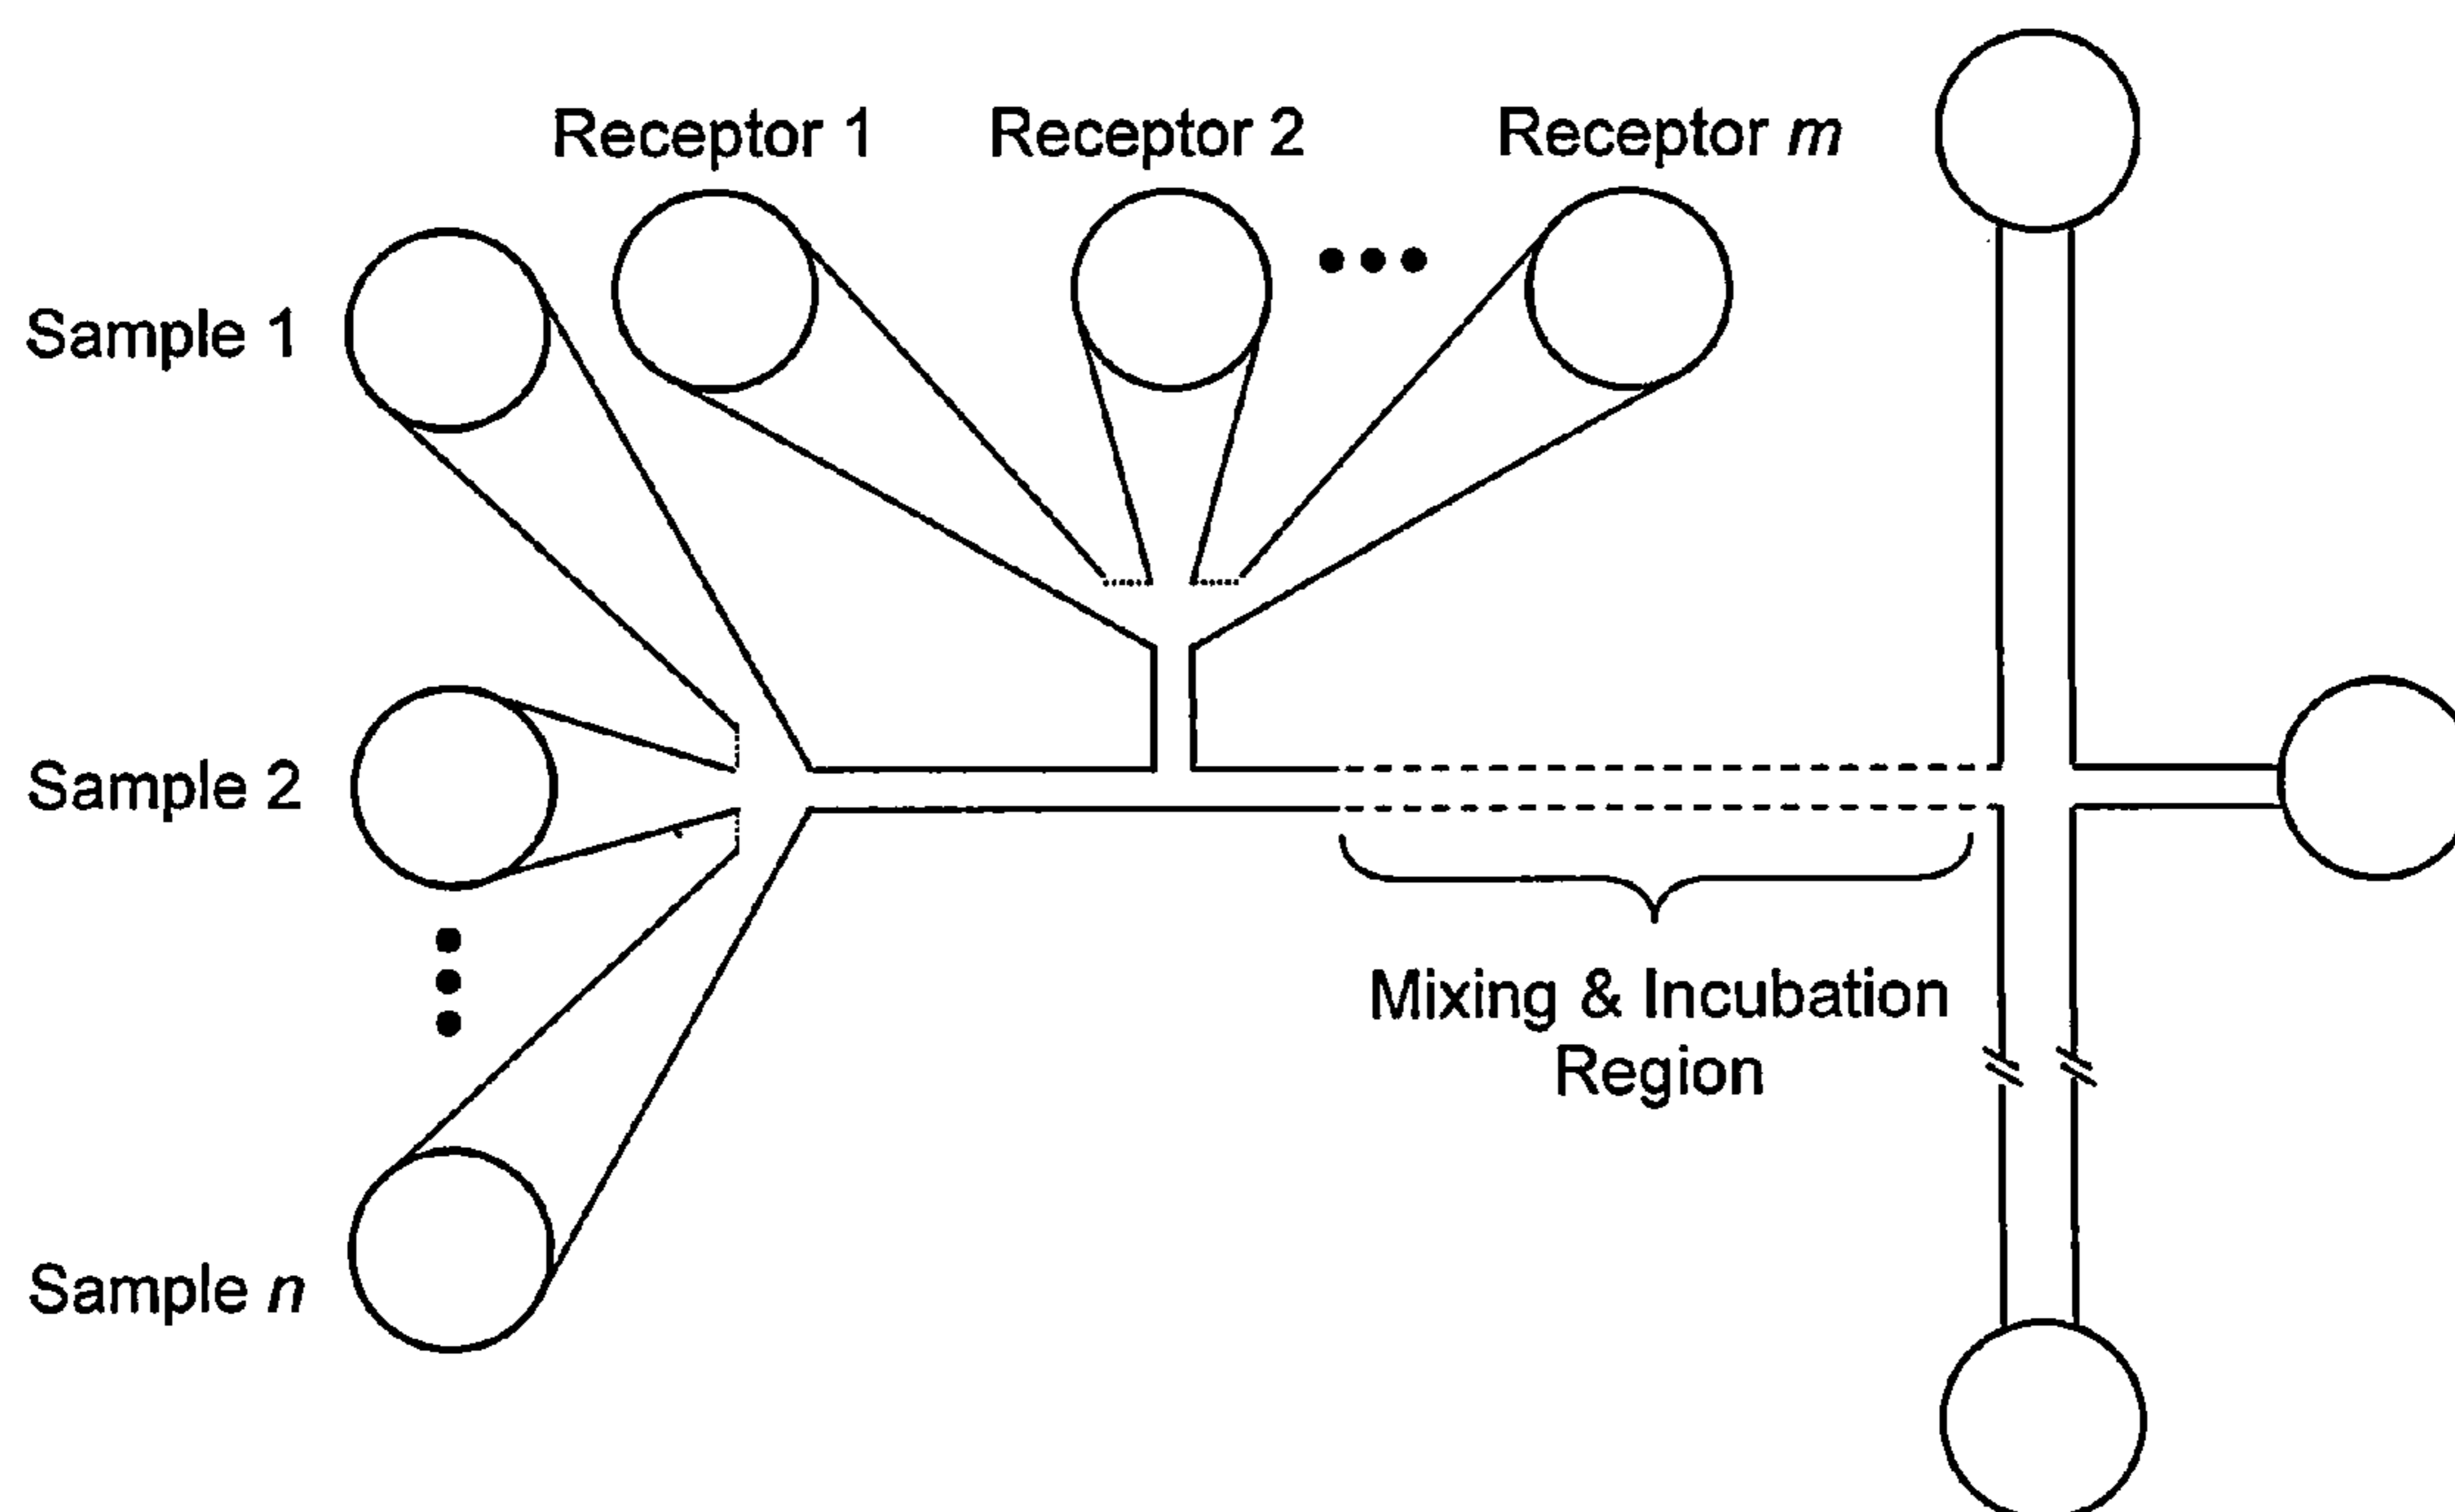 Receptor 1
Receptor 2
Receptor m
Sample 1
Sample 2
Sample n
Mixing & Incubation
Region